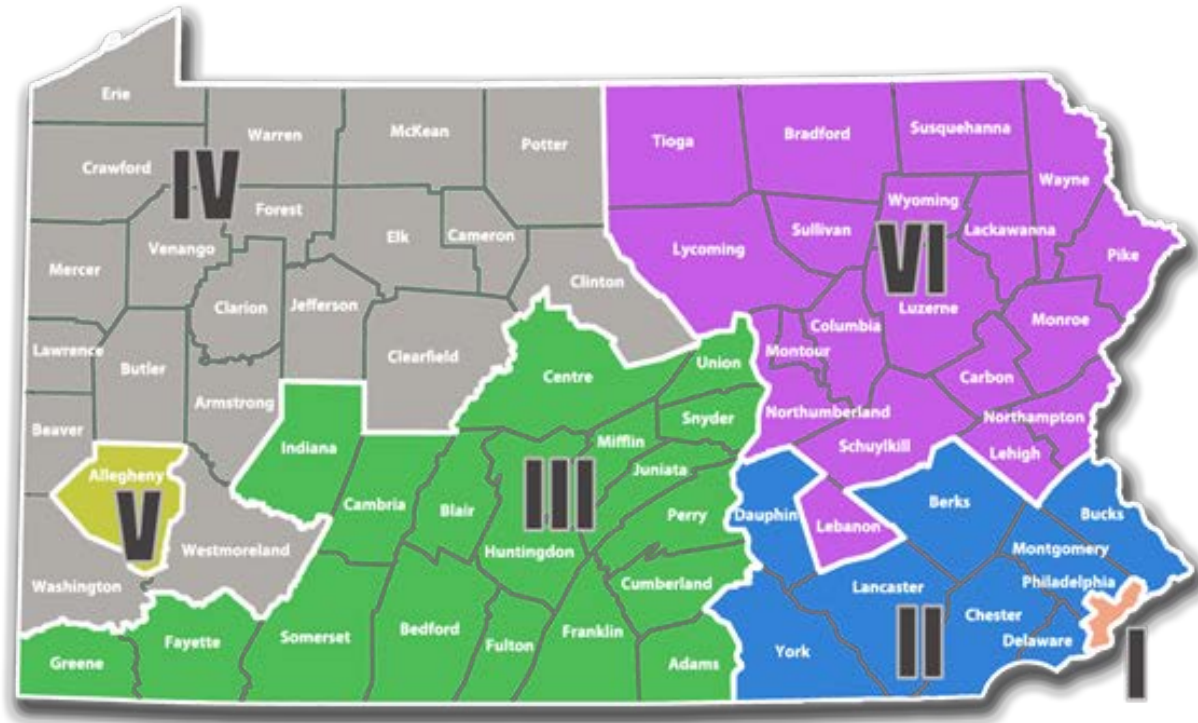 Erie
Warren
McKean
Potter
Tioga
Bradford
Susquehanna
Crawford
IV
Wayne
Forest
Wyoming
Venango
Elk
Cameron
Lycoming
Sullivan
Lackawanna
Mercer
Clarion
Jefferson
Clinton
VI
Pike
Luzerne
Lawrence
Butler
Clearfield
Columbia
Monroe
Montour
Centre
Union
Carbon
Armstrong
Beaver
Northumberland
Northampton
Snyder
Indiana
Mifflin
Schuylkill
Lehigh
Allegheny
Juniata
V
Cambria
Blair
III
Perry
Dauphin
Lebanon
Berks
Bucks
Westmoreland
Huntingdon
Montgomery
Washington
Cumberland
Lancaster
Philadelphia
Fayette
Somerset
Bedford
Fulton
Franklin
II
Chester
Delaware
Greene
Adams
York
I